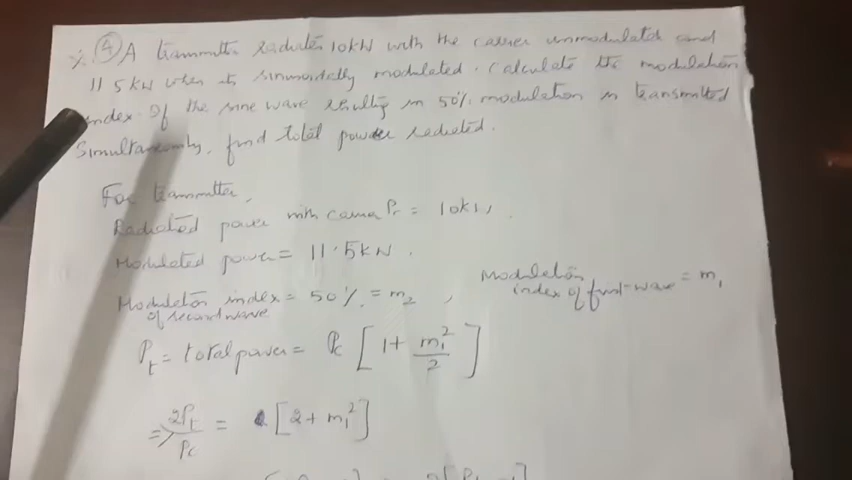 ④ A transmitter radiates 10kW with the carrier unmodulated and
11.5kW when its sinusoidally modulated. Calculate the modulation
index. If the sine wave resulting in 50% modulation is transmitted
Simultaneously, find total power radiated.
For transmitter,
Radiated power with carrier Pc = 10kW.
Modulated power = 11.5kW.
Modulation index = 50% = m2 ,
of second wave
Modulation
index of first-wave = m1
Pt = total power = Pc [1 + m1²/2]
=> 2Pt/Pc = [2 + m1²]